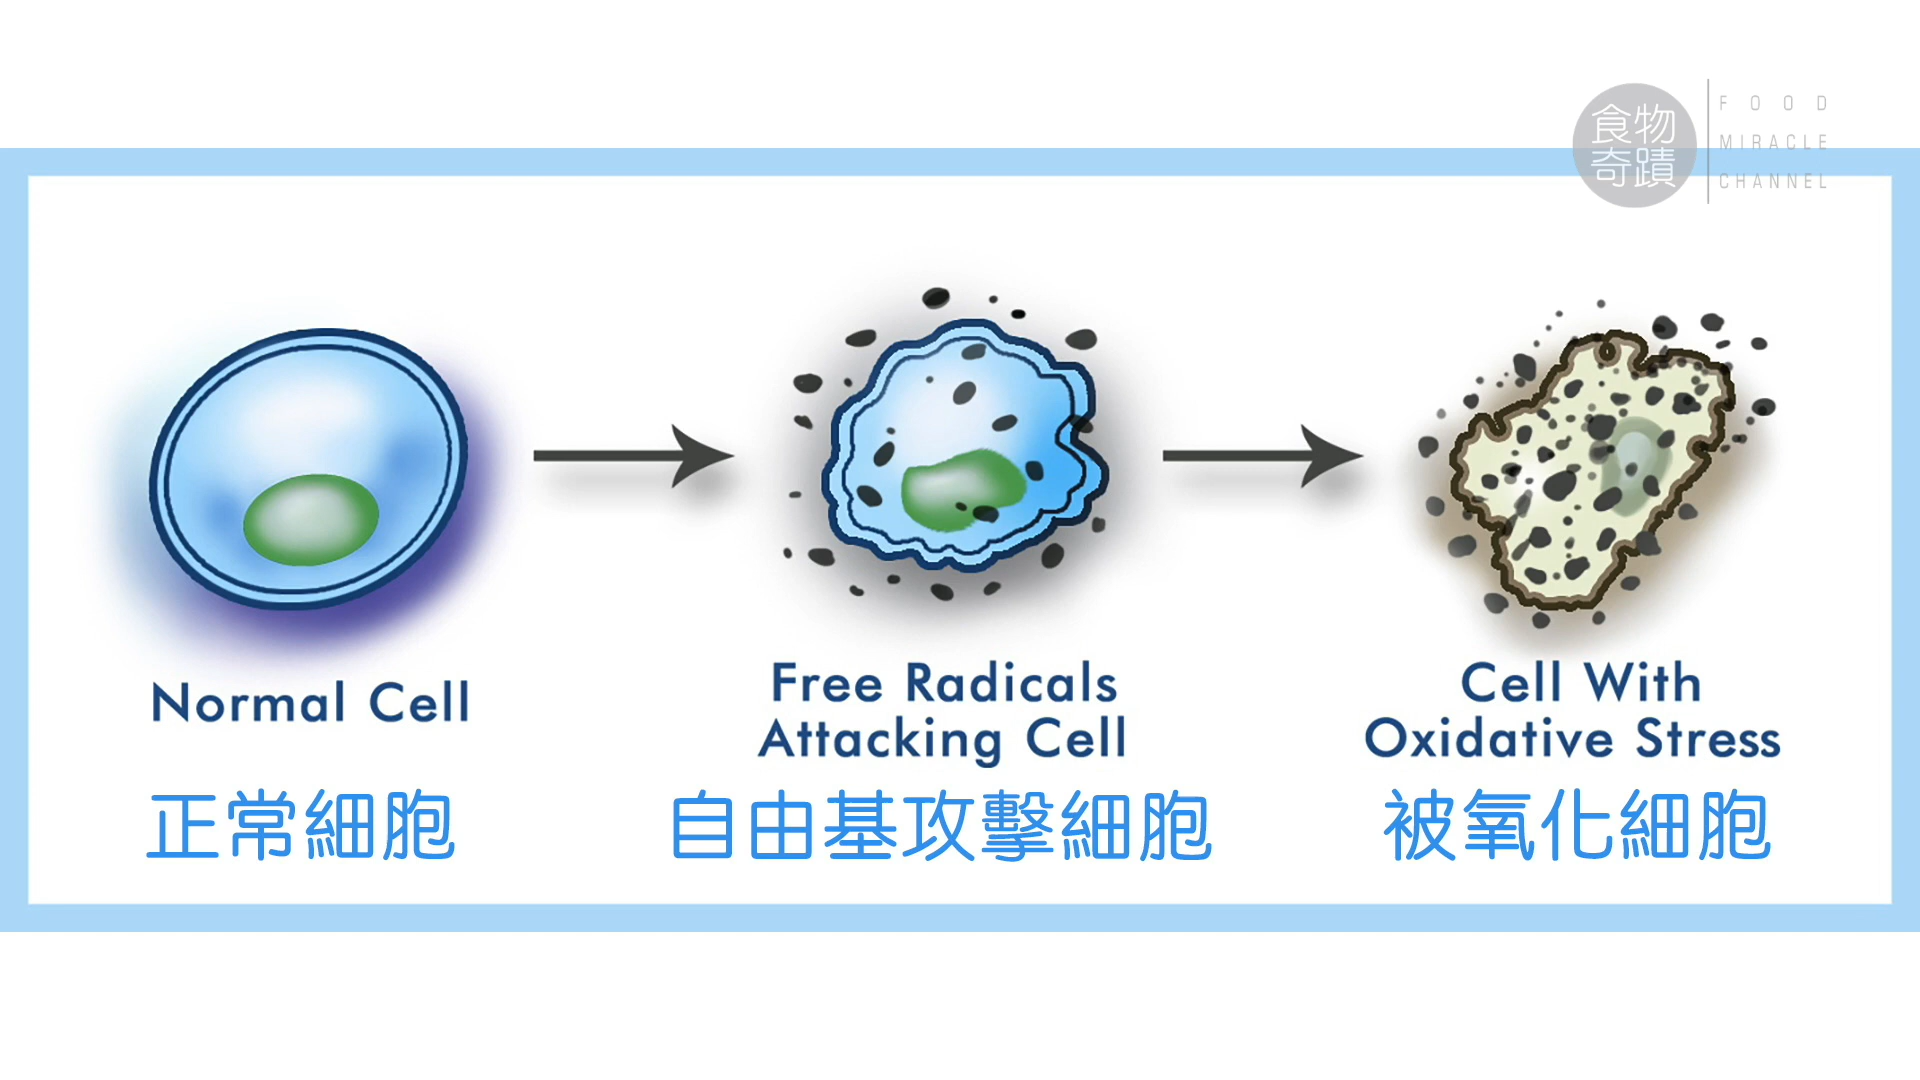 食物
奇蹟
FOOD
MIRACLE
CHANNEL
Normal Cell
正常細胞
Free Radicals
Attacking Cell
自由基攻擊細胞
Cell With
Oxidative Stress
被氧化細胞